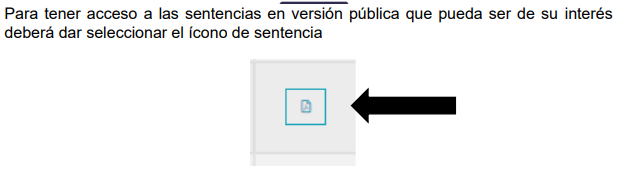 Para tener acceso a las sentencias en versión pública que pueda ser de su interés
deberá dar seleccionar el ícono de sentencia